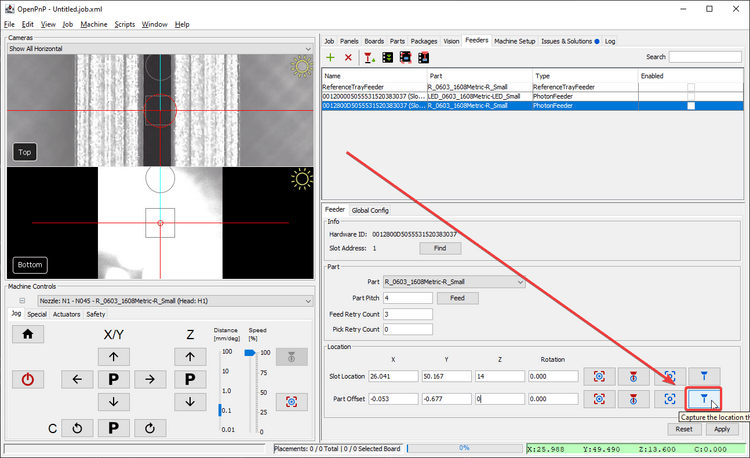 OpenPnP - Untitled.job.xml
File Edit View Job Machine Scripts Window Help
Cameras
Show All Horizontal
Top
Bottom
Machine Controls
Nozzle: N1 - N045 - R_0603_1608Metric-R_Small (Head: H1)
Jog Special Actuators Safety
X/Y Z Distance [mm/deg] Speed [%]
100 100
10 75
1.0 50
0.1 25
0.01 0
P P
C P
Job Panels Boards Parts Packages Vision Feeders Machine Setup Issues & Solutions Log
Search
Name Part Type Enabled
ReferenceTrayFeeder R_0603_1608Metric-R_Small ReferenceTrayFeeder
001200005055531520383037 (Slo... LED_0603_1608Metric-LED_Small PhotonFeeder
0012800D5055531520383037 (Slo... R_0603_1608Metric-R_Small PhotonFeeder
Feeder Global Config
Info
Hardware ID: 0012800D5055531520383037
Slot Address: 1 Find
Part
Part R_0603_1608Metric-R_Small
Part Pitch 4 Feed
Feed Retry Count 3
Pick Retry Count 0
Location
X Y Z Rotation
Slot Location 26.041 50.167 14 0.000
Part Offset -0.053 -0.677 0 0.000
Capture the location th
Reset Apply
Placements: 0 / 0 Total | 0 / 0 Selected Board 0% X:25.988 Y:49.490 Z:13.600 C:0.000